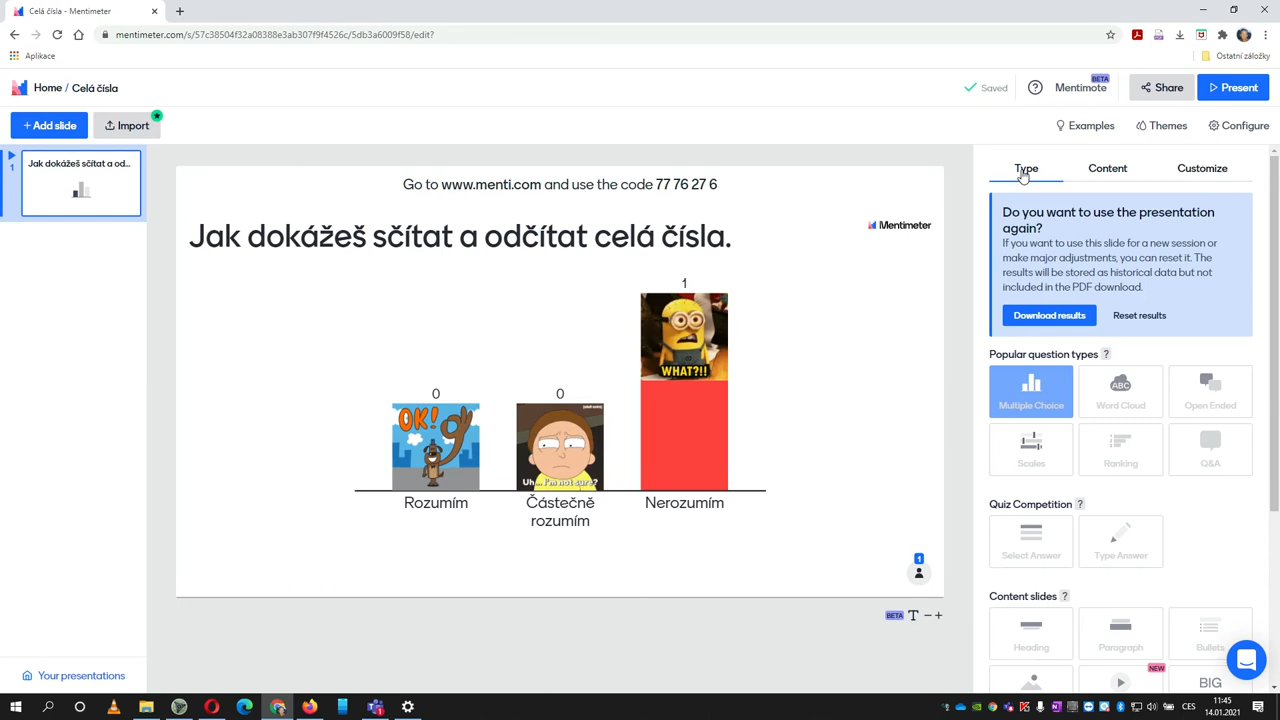 Celá čísla - Mentimeter
mentimeter.com/s/57c38504f32a08388e3ab307f9f4526c/5db3a6009f58/edit?
Aplikace
Ostatní záložky
Home / Celá čísla
Saved
Mentimote
BETA
Share
Present
+ Add slide
Import
Examples
Themes
Configure
1
Jak dokážeš sčítat a od...
Go to www.menti.com and use the code 77 76 27 6
Mentimeter
Jak dokážeš sčítat a odčítat celá čísla.
0
0
1
OK!
Uh... I'm not sure?
WHAT?!!
Rozumím
Částečně
rozumím
Nerozumím
1
BETA
T
Your presentations
Type
Content
Customize
Do you want to use the presentation
again?
If you want to use this slide for a new session or
make major adjustments, you can reset it. The
results will be stored as historical data but not
included in the PDF download.
Download results
Reset results
Popular question types ?
Multiple Choice
ABC
Word Cloud
Open Ended
Scales
Ranking
Q&A
Quiz Competition ?
Select Answer
Type Answer
Content slides ?
Heading
Paragraph
Bullets
NEW
BIG
CES
11:45
14.01.2021